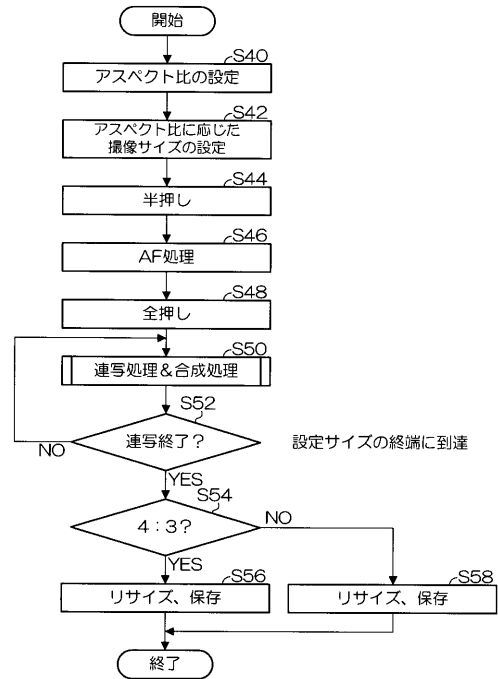 開始
S40
アスペクト比の設定
S42
アスペクト比に応じた
撮像サイズの設定
S44
半押し
S46
AF処理
S48
全押し
S50
連写処理&合成処理
S52
連写終了?
設定サイズの終端に到達
NO
YES
S54
4:3?
NO
YES
S56
リサイズ、保存
S58
リサイズ、保存
終了